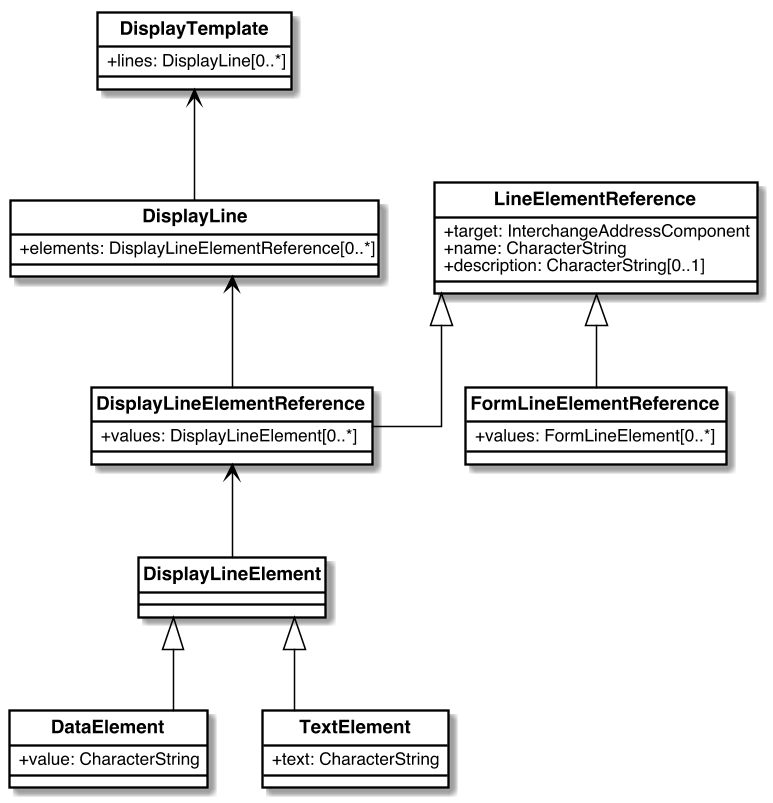 DisplayTemplate
+lines: DisplayLine[0..*]
DisplayLine
+elements: DisplayLineElementReference[0..*]
LineElementReference
+target: InterchangeAddressComponent
+name: CharacterString
+description: CharacterString[0..1]
DisplayLineElementReference
+values: DisplayLineElement[0..*]
FormLineElementReference
+values: FormLineElement[0..*]
DisplayLineElement
DataElement
+value: CharacterString
TextElement
+text: CharacterString